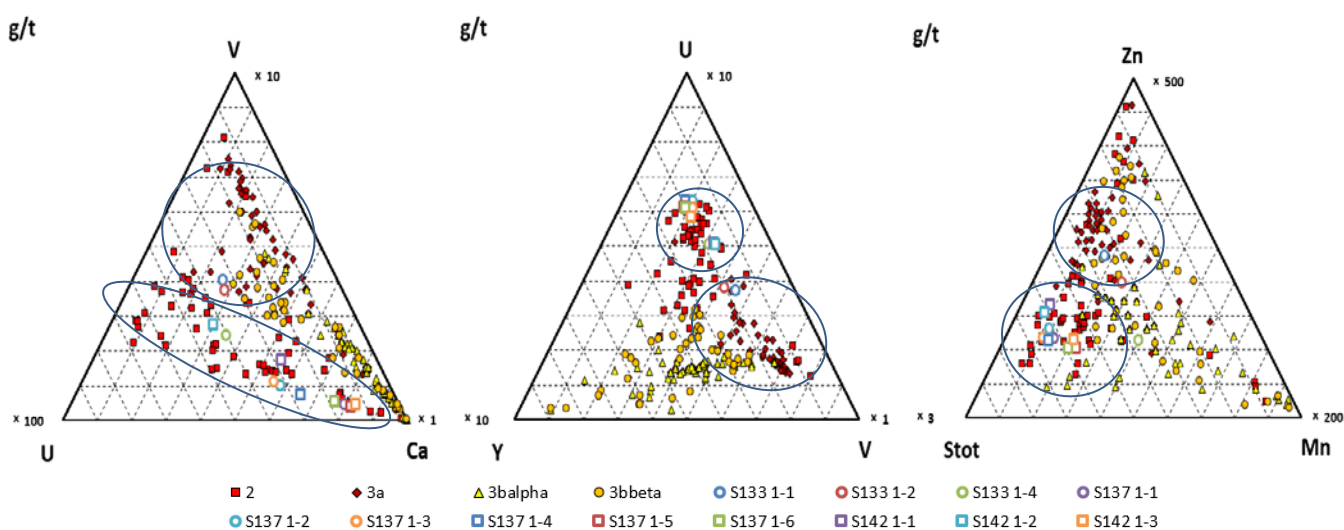 g/t g/t g/t
V U Zn
x 10 x 10 x 500
x 100 x 1 x 10 x 1 x 3 x 200
U Ca Y V Stot Mn
2 3a 3balpha 3bbeta S133 1-1 S133 1-2 S133 1-4 S137 1-1
S137 1-2 S137 1-3 S137 1-4 S137 1-5 S137 1-6 S142 1-1 S142 1-2 S142 1-3